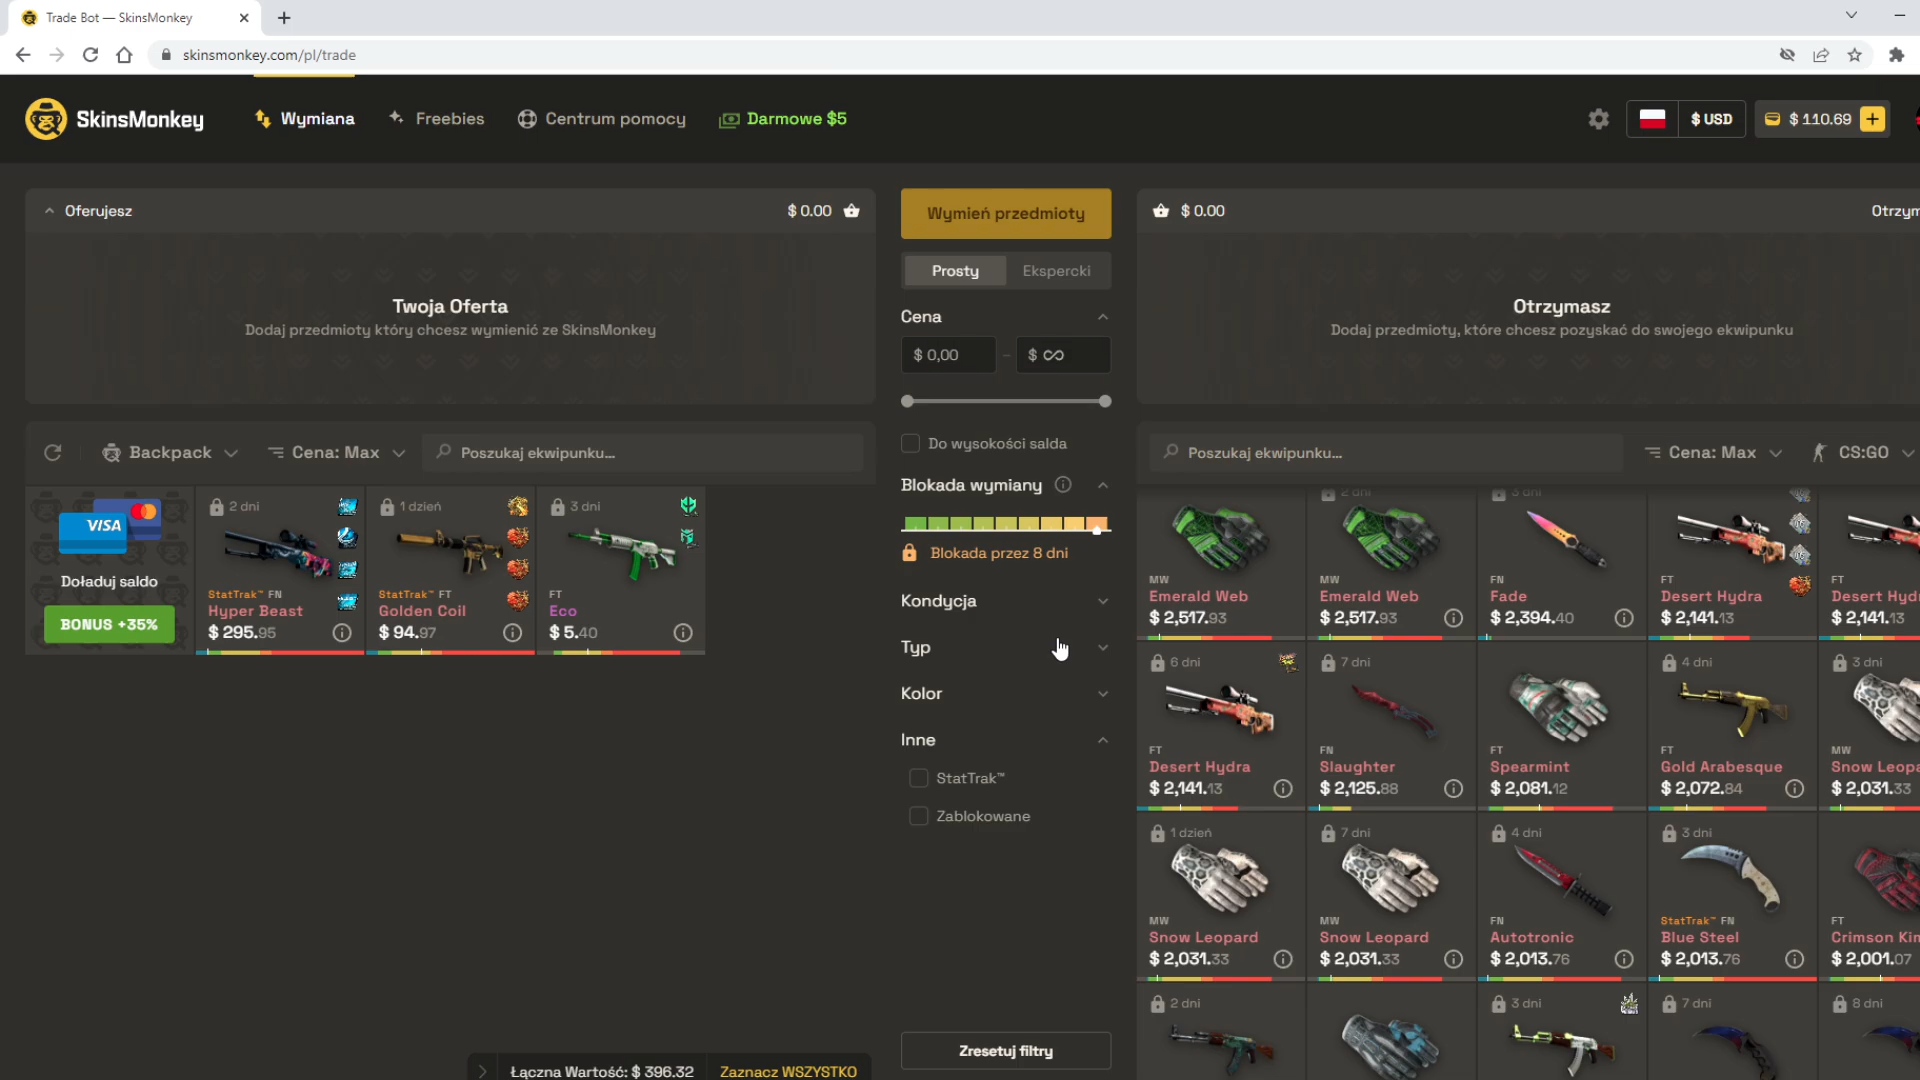 Trade Bot — SkinsMonkey
skinsmonkey.com/pl/trade
SkinsMonkey
Wymiana
Freebies
Centrum pomocy
Darmowe $5
$ USD
$ 110.69
Oferujesz
$ 0.00
Twoja Oferta
Dodaj przedmioty który chcesz wymienić ze SkinsMonkey
Wymień przedmioty
Prosty
Ekspercki
Cena
$ 0,00
–
$ ∞
Do wysokości salda
Blokada wymiany
Blokada przez 8 dni
Kondycja
Typ
Kolor
Inne
StatTrak™
Zablokowane
Zresetuj filtry
$ 0.00
Otrzym
Otrzymasz
Dodaj przedmioty, które chcesz pozyskać do swojego ekwipunku
Backpack
Cena: Max
Poszukaj ekwipunku...
VISA
Doładuj saldo
BONUS +35%
2 dni
StatTrak™ FN
Hyper Beast
$ 295.95
1 dzień
StatTrak™ FT
Golden Coil
$ 94.97
3 dni
FT
Eco
$ 5.40
Łączna Wartość: $ 396.32
Zaznacz WSZYSTKO
Poszukaj ekwipunku...
Cena: Max
CS:GO
MW
Emerald Web
$ 2,517.93
2 dni
MW
Emerald Web
$ 2,517.93
3 dni
FN
Fade
$ 2,394.40
FT
Desert Hydra
$ 2,141.13
FT
Desert Hydr
$ 2,141.13
6 dni
FT
Desert Hydra
$ 2,141.13
7 dni
FN
Slaughter
$ 2,125.88
FT
Spearmint
$ 2,081.12
4 dni
FT
Gold Arabesque
$ 2,072.84
3 dni
MW
Snow Leopa
$ 2,031.33
1 dzień
MW
Snow Leopard
$ 2,031.33
7 dni
MW
Snow Leopard
$ 2,031.33
4 dni
FN
Autotronic
$ 2,013.76
3 dni
StatTrak™ FN
Blue Steel
$ 2,013.76
FT
Crimson Kim
$ 2,001.07
2 dni
3 dni
7 dni
8 dni